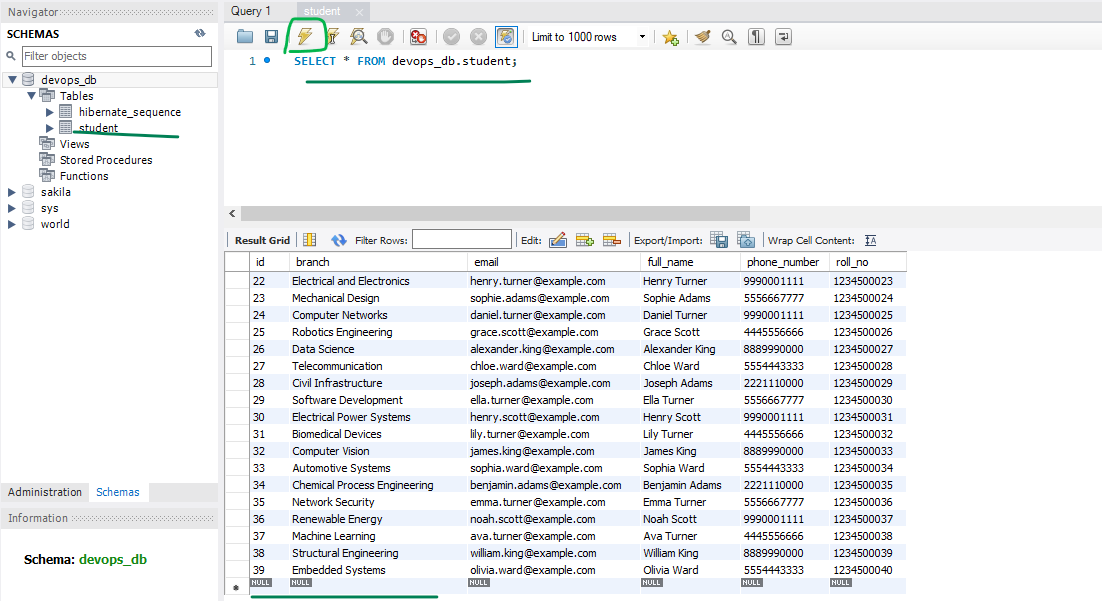 Navigator
SCHEMAS
Filter objects
devops_db
Tables
hibernate_sequence
student
Views
Stored Procedures
Functions
sakila
sys
world
Administration Schemas
Information
Schema: devops_db
Query 1 student
Limit to 1000 rows
1 SELECT * FROM devops_db.student;
Result Grid Filter Rows: Edit: Export/Import: Wrap Cell Content: IA
id branch email full_name phone_number roll_no
22 Electrical and Electronics henry.turner@example.com Henry Turner 9990001111 1234500023
23 Mechanical Design sophie.adams@example.com Sophie Adams 5556667777 1234500024
24 Computer Networks daniel.turner@example.com Daniel Turner 9990001111 1234500025
25 Robotics Engineering grace.scott@example.com Grace Scott 4445556666 1234500026
26 Data Science alexander.king@example.com Alexander King 8889990000 1234500027
27 Telecommunication chloe.ward@example.com Chloe Ward 5554443333 1234500028
28 Civil Infrastructure joseph.adams@example.com Joseph Adams 2221110000 1234500029
29 Software Development ella.turner@example.com Ella Turner 5556667777 1234500030
30 Electrical Power Systems henry.scott@example.com Henry Scott 9990001111 1234500031
31 Biomedical Devices lily.turner@example.com Lily Turner 4445556666 1234500032
32 Computer Vision james.king@example.com James King 8889990000 1234500033
33 Automotive Systems sophia.ward@example.com Sophia Ward 5554443333 1234500034
34 Chemical Process Engineering benjamin.adams@example.com Benjamin Adams 2221110000 1234500035
35 Network Security emma.turner@example.com Emma Turner 5556667777 1234500036
36 Renewable Energy noah.scott@example.com Noah Scott 9990001111 1234500037
37 Machine Learning ava.turner@example.com Ava Turner 4445556666 1234500038
38 Structural Engineering william.king@example.com William King 8889990000 1234500039
39 Embedded Systems olivia.ward@example.com Olivia Ward 5554443333 1234500040
NULL NULL NULL NULL NULL NULL